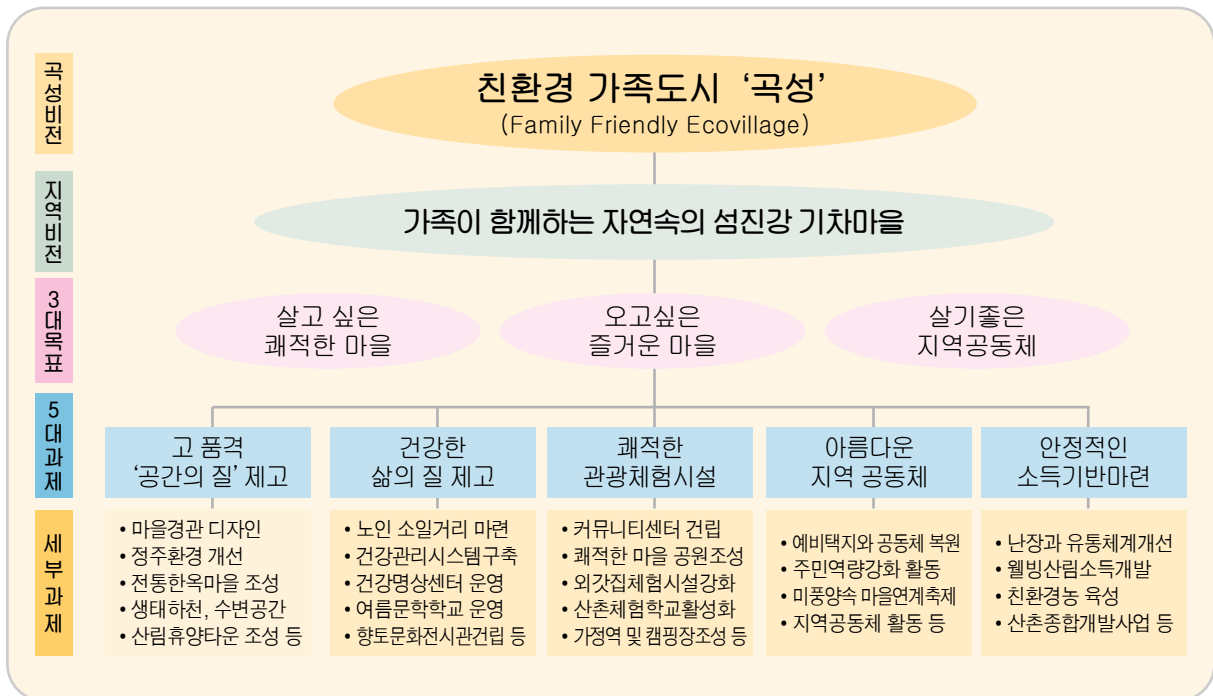 곡성비전
친환경 가족도시 ‘곡성’
(Family Friendly Ecovillage)
지역비전
가족이 함께하는 자연속의 섬진강 기차마을
3대목표
살고 싶은
쾌적한 마을
오고싶은
즐거운 마을
살기좋은
지역공동체
5대과제
고 품격
‘공간의 질’ 제고
건강한
삶의 질 제고
쾌적한
관광체험시설
아름다운
지역 공동체
안정적인
소득기반마련
세부과제
• 마을경관 디자인
• 정주환경 개선
• 전통한옥마을 조성
• 생태하천, 수변공간
• 산림휴양타운 조성 등
• 노인 소일거리 마련
• 건강관리시스템구축
• 건강명상센터 운영
• 여름문학학교 운영
• 향토문화전시관건립 등
• 커뮤니티센터 건립
• 쾌적한 마을 공원조성
• 외갓집체험시설강화
• 산촌체험학교활성화
• 가정역 및 캠핑장조성 등
• 예비택지와 공동체 복원
• 주민역량강화 활동
• 미풍양속 마을연계축제
• 지역공동체 활동 등
• 난장과 유통체계개선
• 웰빙산림소득개발
• 친환경농 육성
• 산촌종합개발사업 등